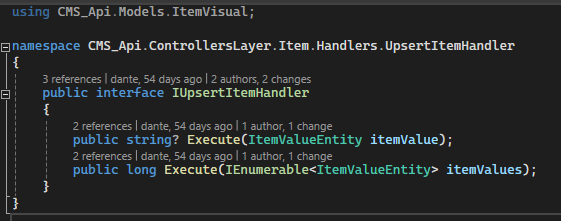 using CMS_Api.Models.ItemVisual;
namespace CMS_Api.ControllersLayer.Item.Handlers.UpsertItemHandler
{
3 references | dante, 54 days ago | 2 authors, 2 changes
public interface IUpsertItemHandler
{
2 references | dante, 54 days ago | 1 author, 1 change
public string? Execute(ItemValueEntity itemValue);
2 references | dante, 54 days ago | 1 author, 1 change
public long Execute(IEnumerable<ItemValueEntity> itemValues);
}
}